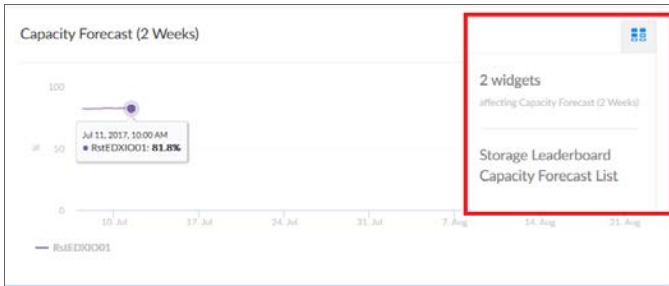 Capacity Forecast (2 Weeks)
2 widgets
affecting Capacity Forecast (2 Weeks)
Storage Leaderboard
Capacity Forecast List
100
Jul 11, 2017, 10:00 AM
RstEDXIO01: 81.8%
%
50
0
10. Jul
17. Jul
24. Jul
31. Jul
7. Aug
14. Aug
21. Aug
RstEDXIO01